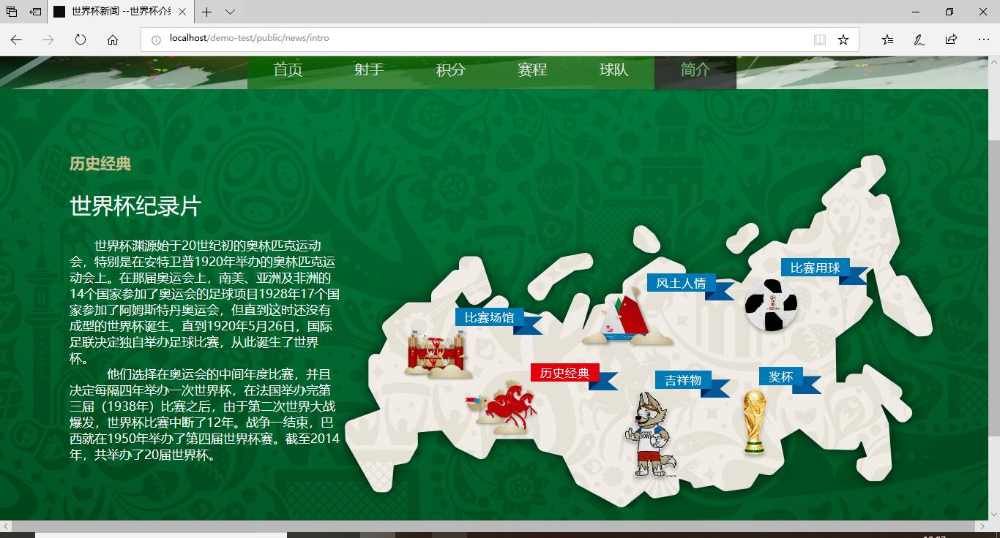 世界杯新闻 --世界杯介绍
localhost/demo-test/public/news/intro
首页 射手 积分 赛程 球队 简介
历史经典
世界杯纪录片
世界杯渊源始于20世纪初的奥林匹克运动
会，特别是在安特卫普1920年举办的奥林匹克运
动会上。在那届奥运会上，南美、亚洲及非洲的
14个国家参加了奥运会的足球项目1928年17个国
家参加了阿姆斯特丹奥运会，但直到这时还没有
成型的世界杯诞生。直到1920年5月26日，国际
足联决定独自举办足球比赛，从此诞生了世界
杯。
他们选择在奥运会的中间年度比赛，并且
决定每隔四年举办一次世界杯，在法国举办完第
三届（1938年）比赛之后，由于第二次世界大战
爆发，世界杯比赛中断了12年。战争一结束，巴
西就在1950年举办了第四届世界杯赛。截至2014
年，共举办了20届世界杯。
比赛用球
风土人情
比赛场馆
历史经典
吉祥物
奖杯